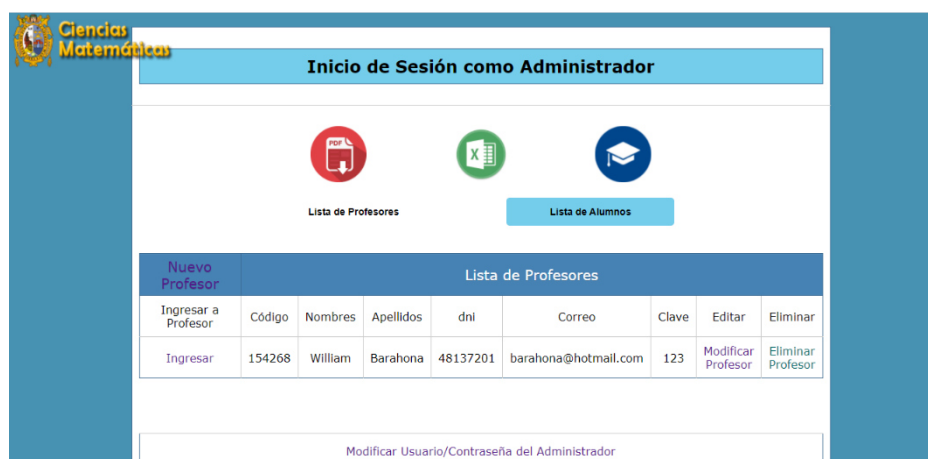 Ciencias
Matemáticas
Inicio de Sesión como Administrador
PDF
X
Lista de Profesores
Lista de Alumnos
Nuevo
Profesor
Lista de Profesores
Ingresar a
Profesor
Código
Nombres
Apellidos
dni
Correo
Clave
Editar
Eliminar
Ingresar
154268
William
Barahona
48137201
barahona@hotmail.com
123
Modificar
Profesor
Eliminar
Profesor
Modificar Usuario/Contraseña del Administrador